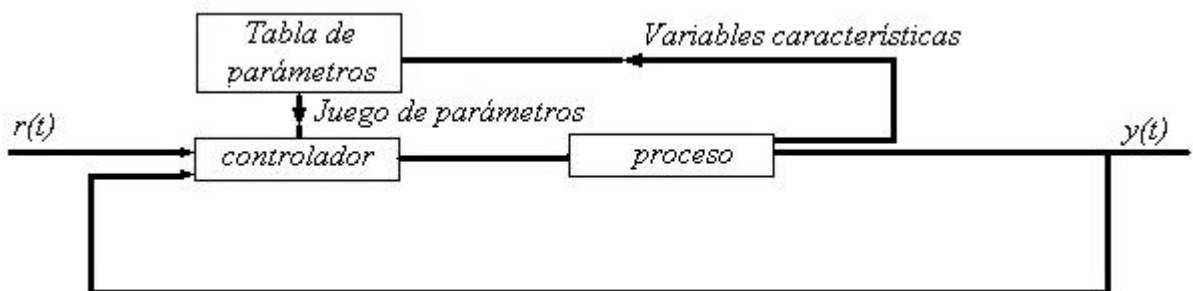 Tabla de
parámetros
Variables características
Juego de parámetros
r(t)
controlador
proceso
y(t)